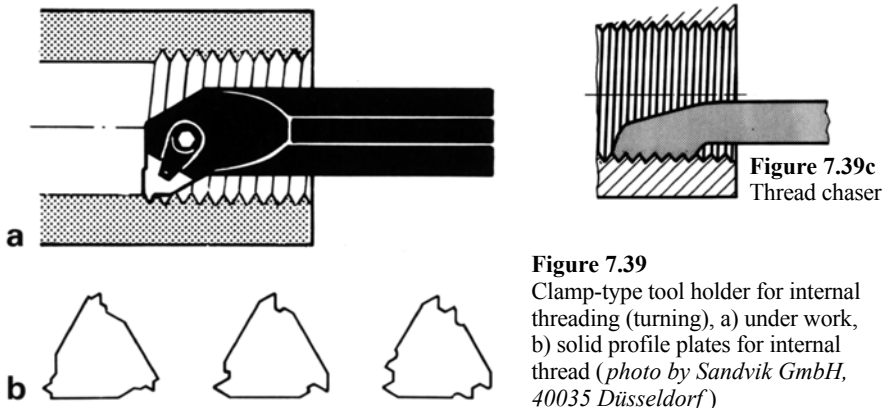 a
Figure 7.39c
Thread chaser
b
Figure 7.39
Clamp-type tool holder for internal
threading (turning), a) under work,
b) solid profile plates for internal
thread (photo by Sandvik GmbH,
40035 Düsseldorf)